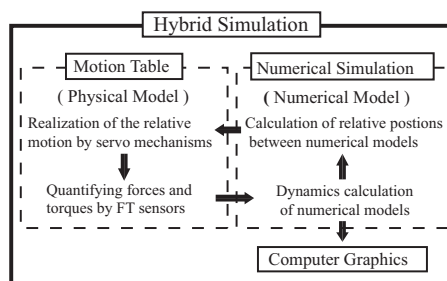 Hybrid Simulation
Motion Table
( Physical Model )
Realization of the relative
motion by servo mechanisms
Quantifying forces and
torques by FT sensors
Numerical Simulation
( Numerical Model )
Calculation of relative postions
between numerical models
Dynamics calculation
of numerical models
Computer Graphics